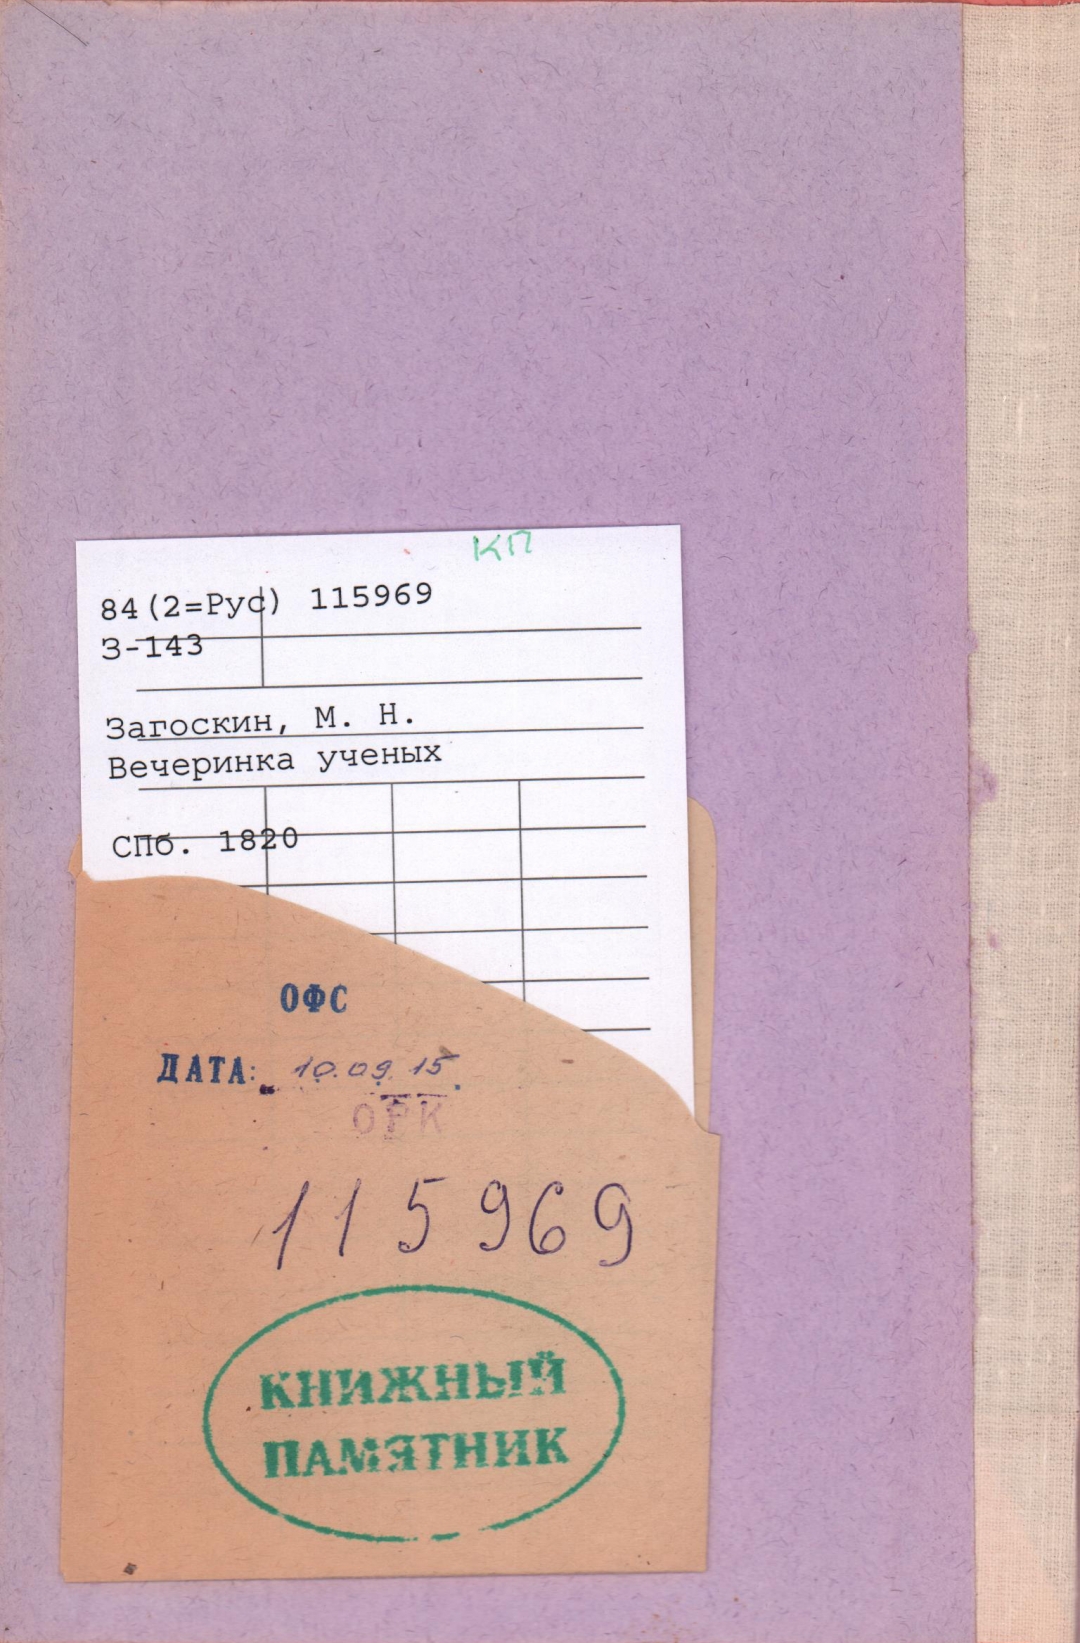 КП
84(2=Рус) 115969
З-143
Загоскин, М. Н.
Вечеринка ученых
СПб. 1820
ОФС
ДАТА: 10.09.15
ОРК
115969
КНИЖНЫЙ
ПАМЯТНИК